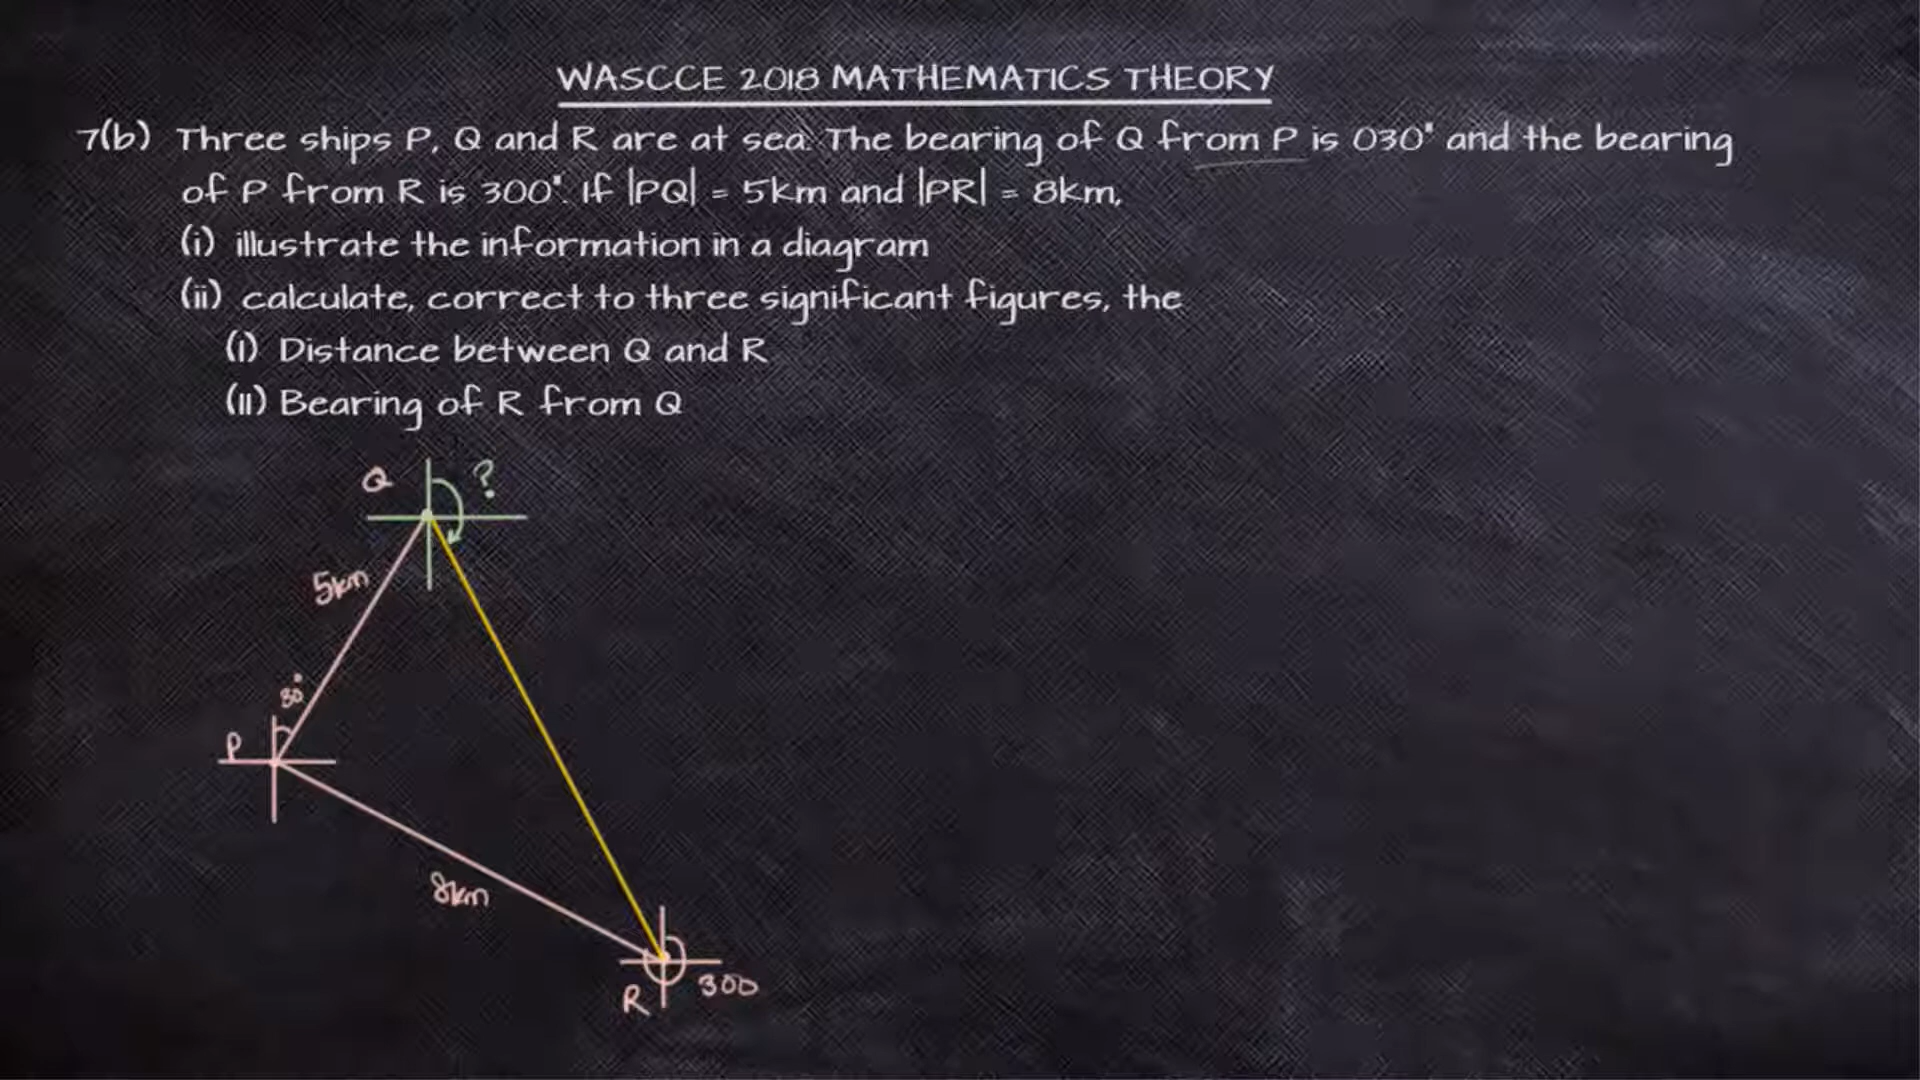 WASCCE 2018 MATHEMATICS THEORY
7(b) Three ships P, Q and R are at sea. The bearing of Q from P is 030° and the bearing
of P from R is 300°. If |PQ| = 5km and |PR| = 8km,
(i) illustrate the information in a diagram
(ii) calculate, correct to three significant figures, the
(I) Distance between Q and R
(II) Bearing of R from Q
Q ?
5km
30°
P
8km
R 300